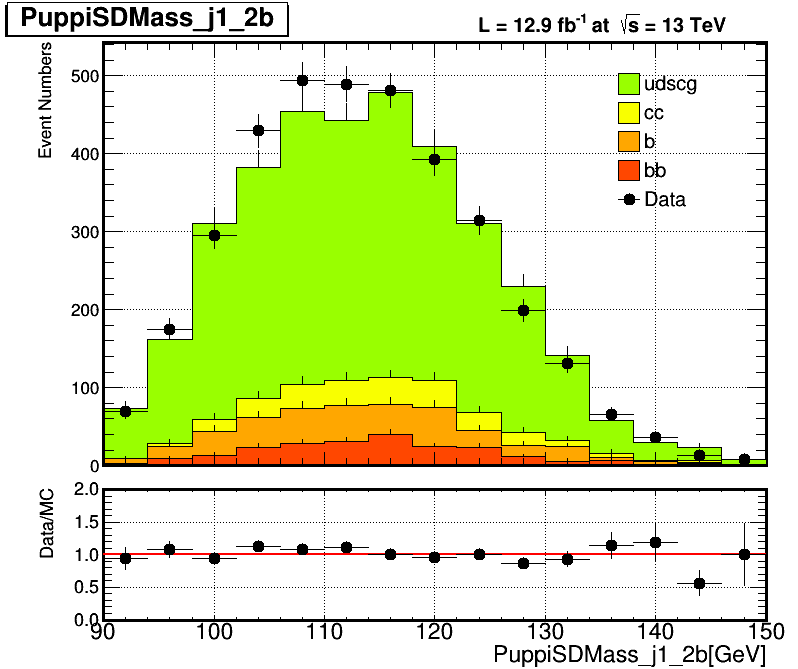 PuppiSDMass_j1_2b
L = 12.9 fb-1 at √s = 13 TeV
Event Numbers
500
400
300
200
100
0
udscg
cc
b
bb
Data
Data/MC
2.0
1.5
1.0
0.5
0.0
90 100 110 120 130 140 150
PuppiSDMass_j1_2b[GeV]